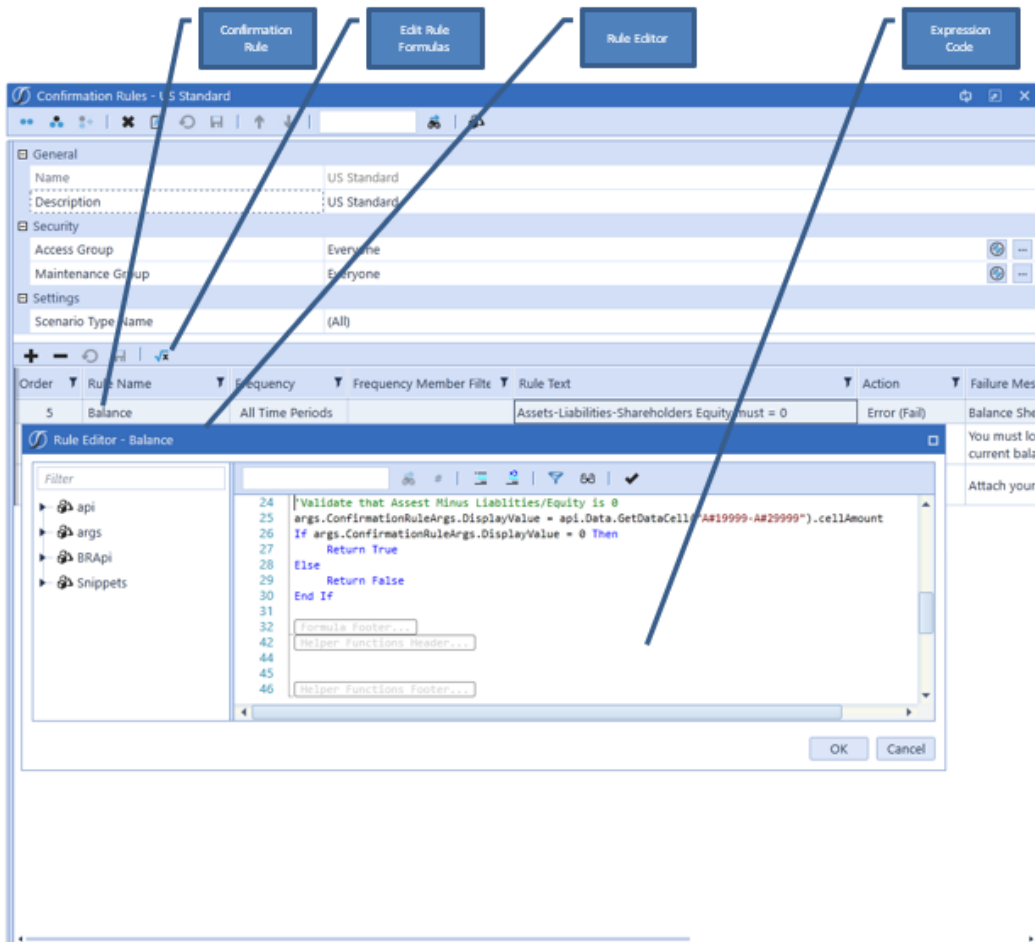 Confirmation
Rule
Edit Rule
Formulas
Rule Editor
Expression
Code
Confirmation Rules - US Standard
General
Name US Standard
Description US Standard
Security
Access Group Everyone
Maintenance Group Everyone
Settings
Scenario Type Name (All)
Order Rule Name Frequency Frequency Member Filte Rule Text Action Failure Mes
5 Balance All Time Periods Assets-Liabilities-Shareholders Equity must = 0 Error (Fail) Balance She
You must lo
current bala
Attach your
Rule Editor - Balance
Filter
api
args
BRApi
Snippets
24 'Validate that Assest Minus Liablities/Equity is 0
25 args.ConfirmationRuleArgs.DisplayValue = api.Data.GetDataCell("A#19999-A#29999").cellAmount
26 If args.ConfirmationRuleArgs.DisplayValue = 0 Then
27 Return True
28 Else
29 Return False
30 End If
31
32 Formula Footer...
42 Helper Functions Header...
44
45
46 Helper Functions Footer...
OK Cancel